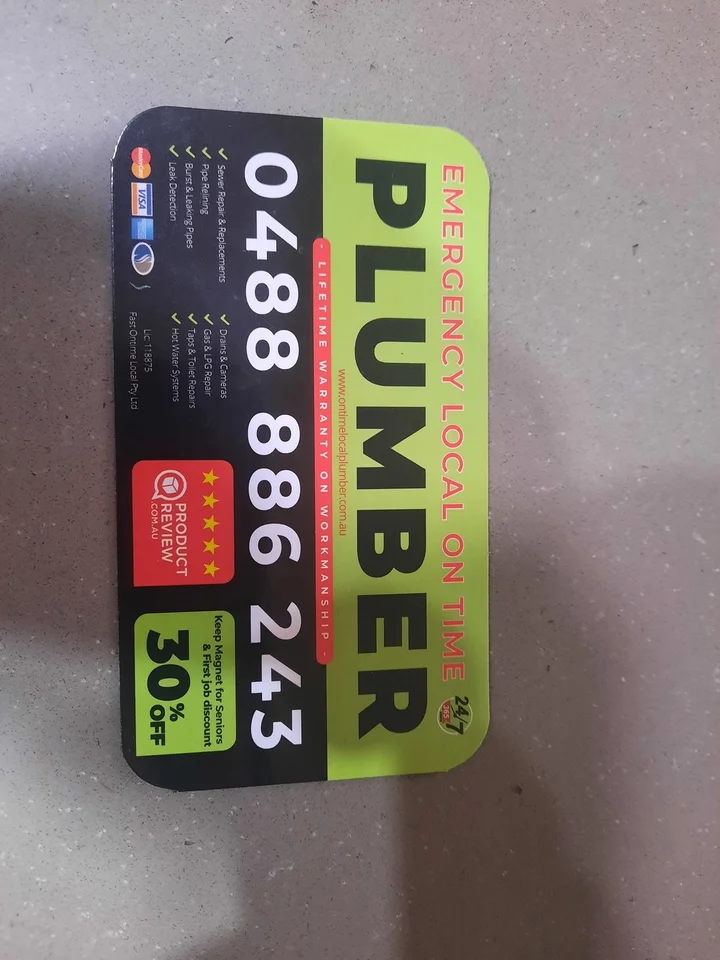 EMERGENCY LOCAL ON TIME
24/7
365
PLUMBER
www.ontimelocalplumber.com.au
- LIFETIME WARRANTY ON WORKMANSHIP -
0488 886 243
✓ Sewer Repair & Replacements
✓ Pipe Relining
✓ Burst & Leaking Pipes
✓ Leak Detection
✓ Drains & Cameras
✓ Gas & LPG Repair
✓ Taps & Toilet Repairs
✓ Hot Water Systems
MasterCard
VISA
Lic: 118875
Fast Ontime Local Pty Ltd
PRODUCT
REVIEW
.COM.AU
Keep Magnet for Seniors
& First job discount
30% OFF